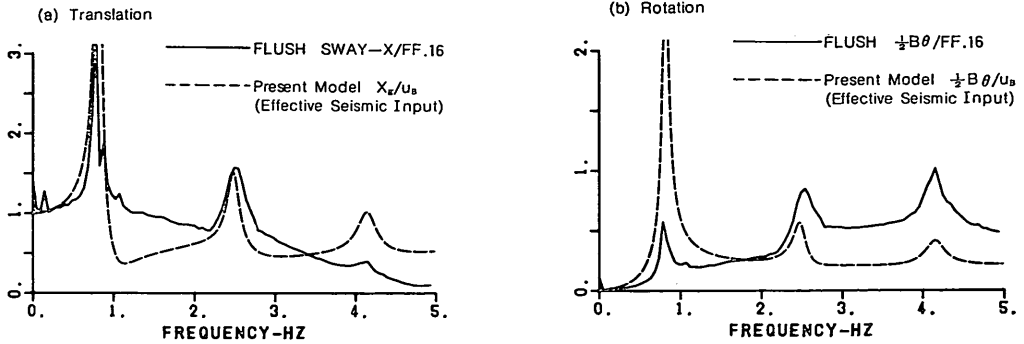 (a) Translation
FLUSH SWAY–X/FF.16
Present Model X_E/u_B
(Effective Seismic Input)
3.
2.
1.
0.
0. 1. 2. 3. 4. 5.
FREQUENCY-HZ
(b) Rotation
FLUSH ½Bθ/FF.16
Present Model ½Bθ/u_B
(Effective Seismic Input)
2.
1.
0.
0. 1. 2. 3. 4. 5.
FREQUENCY-HZ